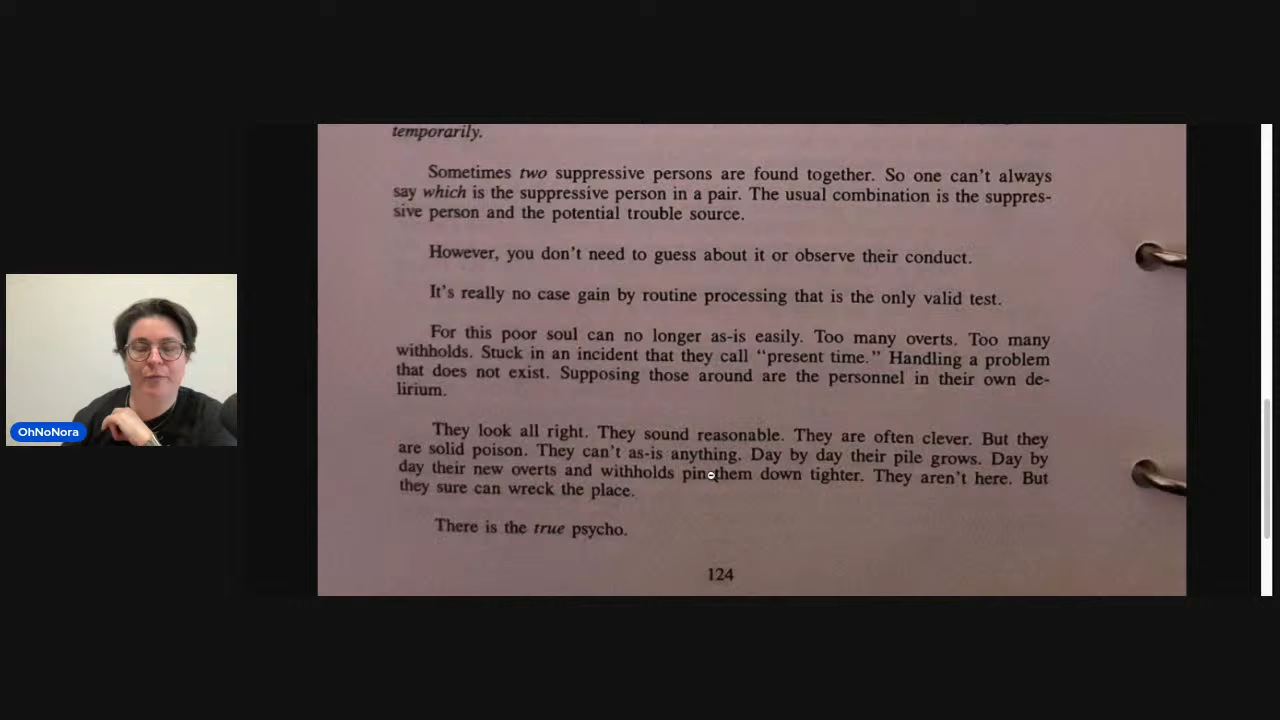 temporarily.
Sometimes two suppressive persons are found together. So one can't always
say which is the suppressive person in a pair. The usual combination is the suppres-
sive person and the potential trouble source.
However, you don't need to guess about it or observe their conduct.
It's really no case gain by routine processing that is the only valid test.
For this poor soul can no longer as-is easily. Too many overts. Too many
withholds. Stuck in an incident that they call "present time." Handling a problem
that does not exist. Supposing those around are the personnel in their own de-
lirium.
They look all right. They sound reasonable. They are often clever. But they
are solid poison. They can't as-is anything. Day by day their pile grows. Day by
day their new overts and withholds pin them down tighter. They aren't here. But
they sure can wreck the place.
There is the true psycho.
124
OhNoNora